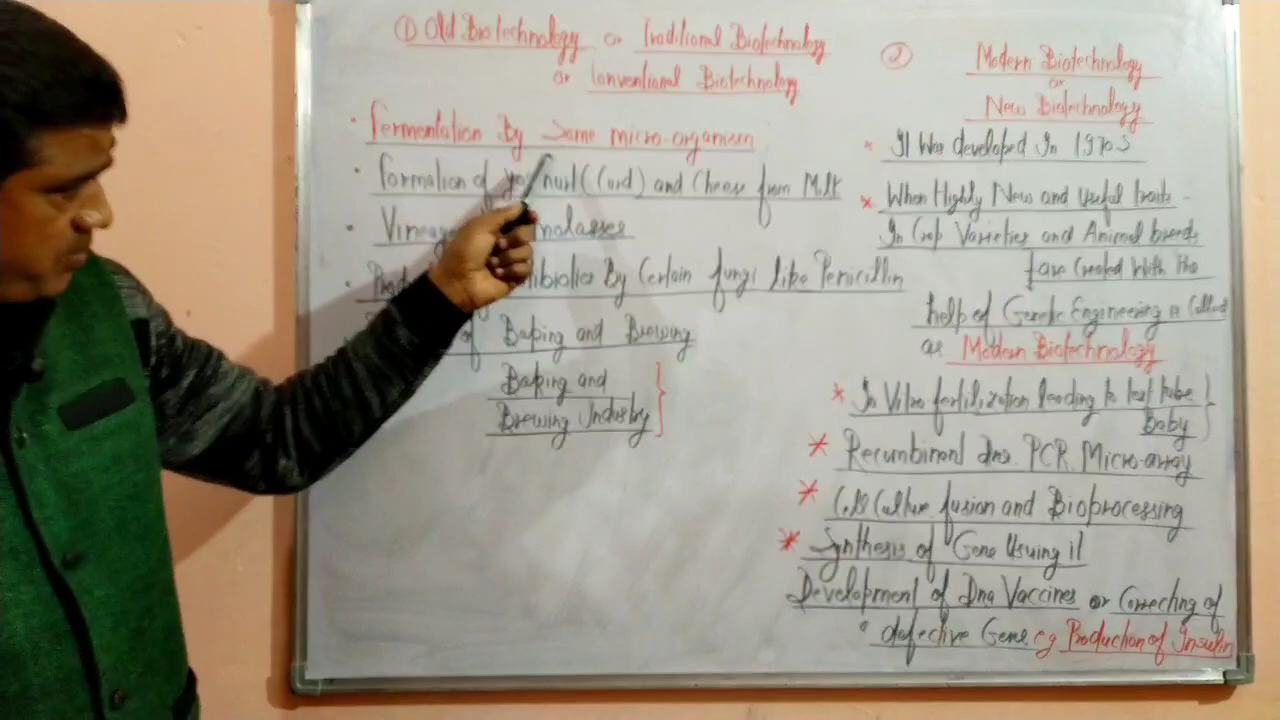 ① Old Biotechnology or Traditional Biotechnology
or Conventional Biotechnology
• Fermentation By Some micro-organism
• Formation of (Curd) and Cheese from Milk
• molasses
• By Certain fungi like Penicillin
of Baking and Brewing
Baking and
Brewing Industry
② Modern Biotechnology
or
New Biotechnology
* It Was developed In 1970s
* When Highly New and Useful traits
In Crop Varieties and Animal breeds
are Created With the
help of Genetic Engineering is Called
as Modern Biotechnology
* In Vitro fertilization leading to test tube
Baby
* Recumbinent dna PCR Micro-array
* Cell Culture fusion and Bioprocessing
* Synthesis of Gene Usuing it
Development of Dna Vaccines or Correcting of
• defective Gene eg Production of Insulin